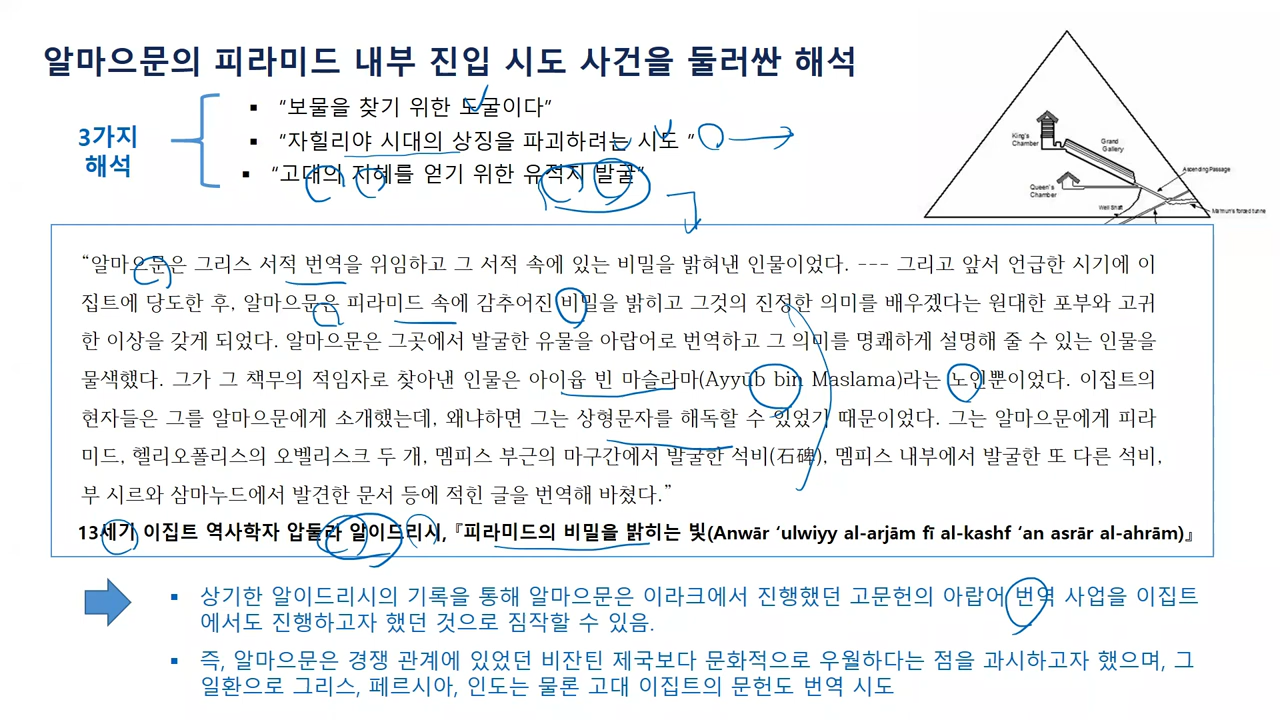 알마으문의 피라미드 내부 진입 시도 사건을 둘러싼 해석
3가지
해석
▪ “보물을 찾기 위한 도굴이다”
▪ “자힐리야 시대의 상징을 파괴하려는 시도 ”
▪ “고대의 지혜를 얻기 위한 유적지 발굴”
King's
Chamber
Grand
Gallery
Queen's
Chamber
Ascending Passage
Well Shaft
Ma'mun's forced tunne
“알마으문은 그리스 서적 번역을 위임하고 그 서적 속에 있는 비밀을 밝혀낸 인물이었다. --- 그리고 앞서 언급한 시기에 이
집트에 당도한 후, 알마으문은 피라미드 속에 감추어진 비밀을 밝히고 그것의 진정한 의미를 배우겠다는 원대한 포부와 고귀
한 이상을 갖게 되었다. 알마으문은 그곳에서 발굴한 유물을 아랍어로 번역하고 그 의미를 명쾌하게 설명해 줄 수 있는 인물을
물색했다. 그가 그 책무의 적임자로 찾아낸 인물은 아이윱 빈 마슬라마(Ayyūb bin Maslama)라는 노인뿐이었다. 이집트의
현자들은 그를 알마으문에게 소개했는데, 왜냐하면 그는 상형문자를 해독할 수 있었기 때문이었다. 그는 알마으문에게 피라
미드, 헬리오폴리스의 오벨리스크 두 개, 멤피스 부근의 마구간에서 발굴한 석비(石碑), 멤피스 내부에서 발굴한 또 다른 석비,
부 시르와 삼마누드에서 발견한 문서 등에 적힌 글을 번역해 바쳤다.”
13세기 이집트 역사학자 압둘라 알이드리시, 『피라미드의 비밀을 밝히는 빛(Anwār ‘ulwiyy al-arjām fī al-kashf ‘an asrār al-ahrām)』
▪ 상기한 알이드리시의 기록을 통해 알마으문은 이라크에서 진행했던 고문헌의 아랍어 번역 사업을 이집트
에서도 진행하고자 했던 것으로 짐작할 수 있음.
▪ 즉, 알마으문은 경쟁 관계에 있었던 비잔틴 제국보다 문화적으로 우월하다는 점을 과시하고자 했으며, 그
일환으로 그리스, 페르시아, 인도는 물론 고대 이집트의 문헌도 번역 시도